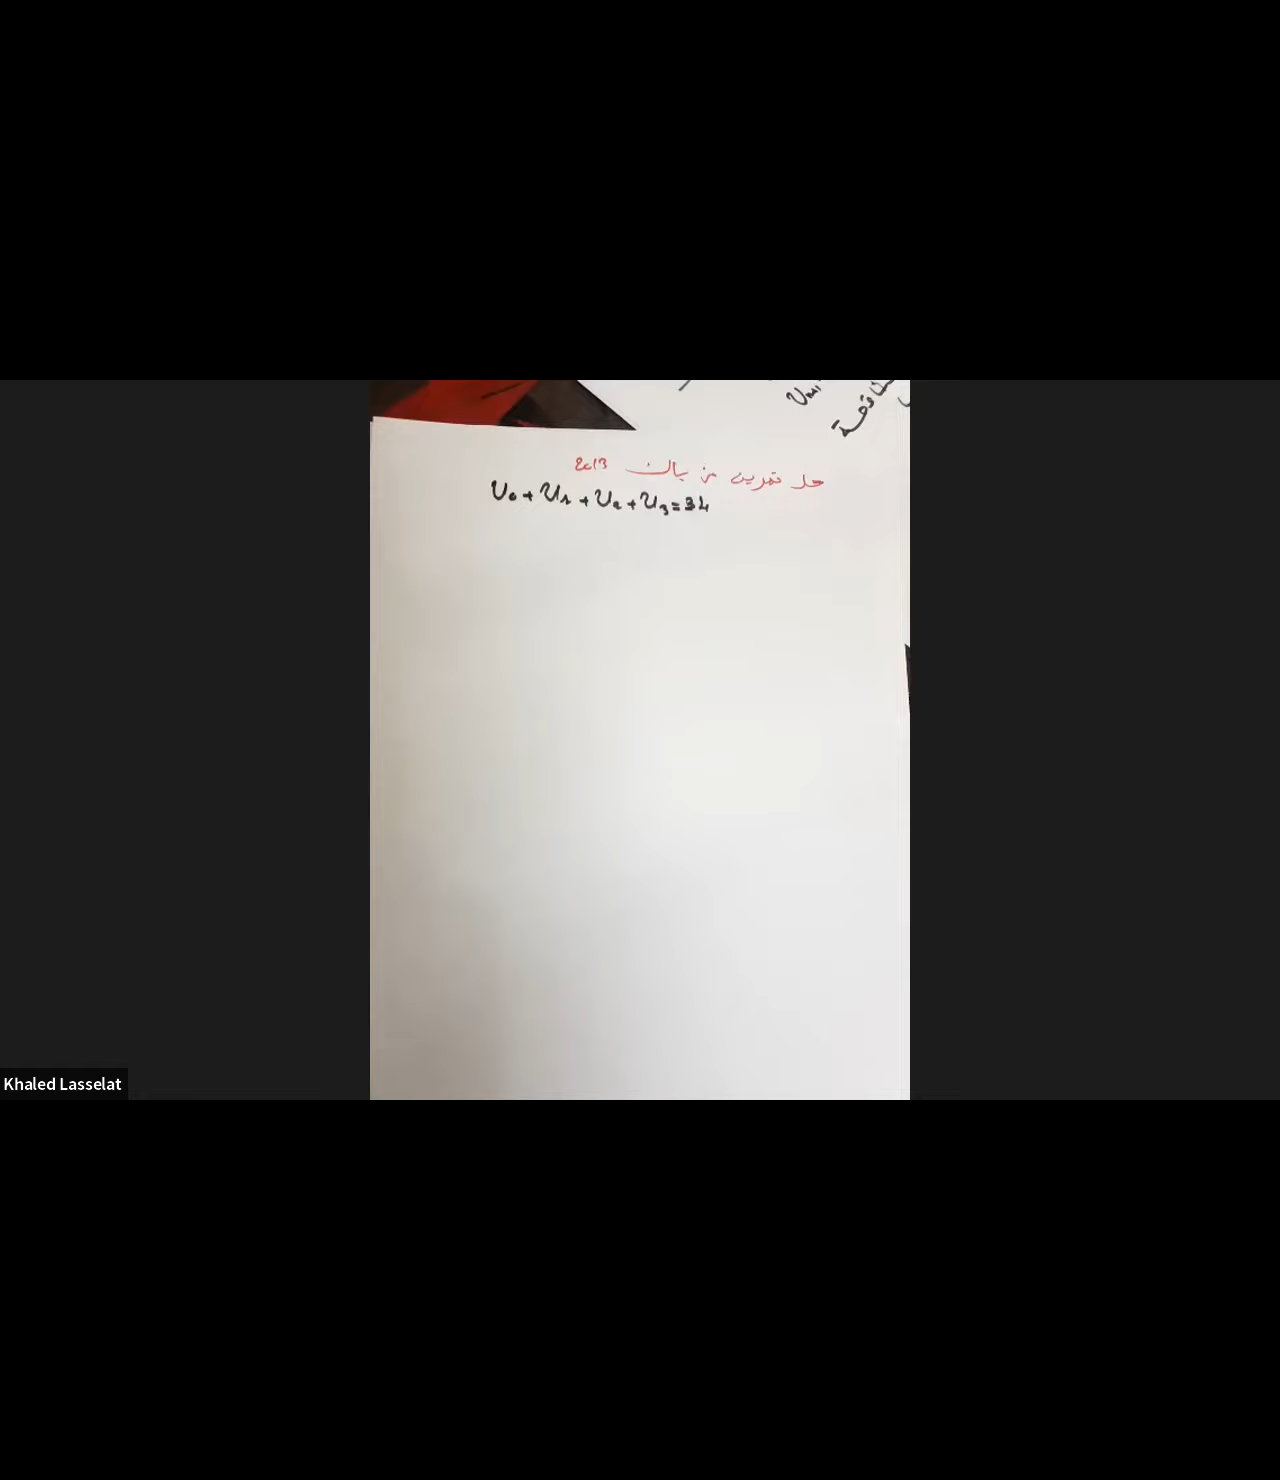 حل تمرين من باك 2013
U₀ + U₁ + U₂ + U₃ = 34
Khaled Lasselat